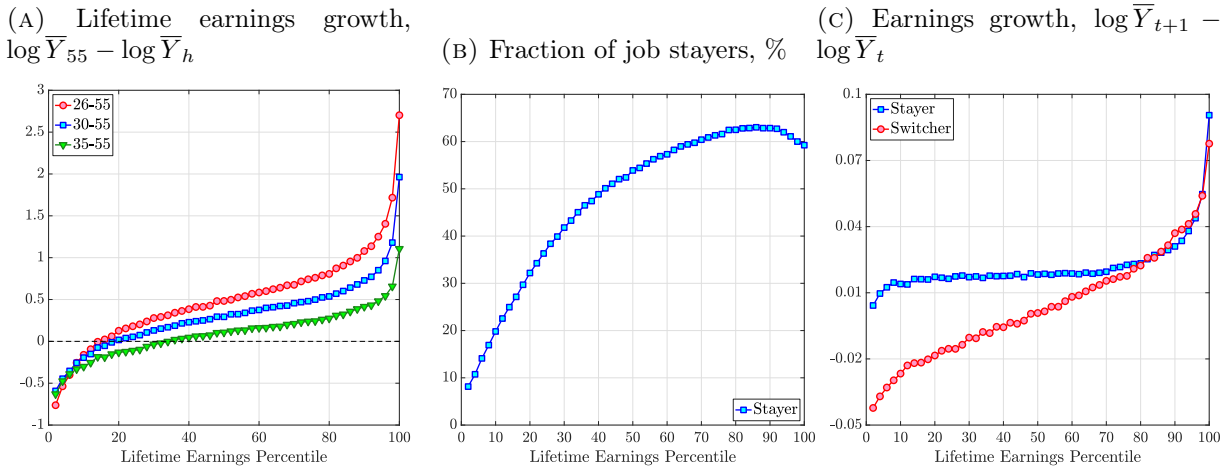 (A) Lifetime earnings growth,
log Y̅₅₅ − log Y̅ₕ
(B) Fraction of job stayers, %
(C) Earnings growth, log Y̅ₜ₊₁ −
log Y̅ₜ
3
2.5
2
1.5
1
0.5
0
-0.5
-1
26-55
30-55
35-55
0 20 40 60 80 100
Lifetime Earnings Percentile
70
60
50
40
30
20
10
0
Stayer
0 10 20 30 40 50 60 70 80 90 100
Lifetime Earnings Percentile
0.1
0.07
0.04
0.01
-0.02
-0.05
Stayer
Switcher
0 10 20 30 40 50 60 70 80 90 100
Lifetime Earnings Percentile